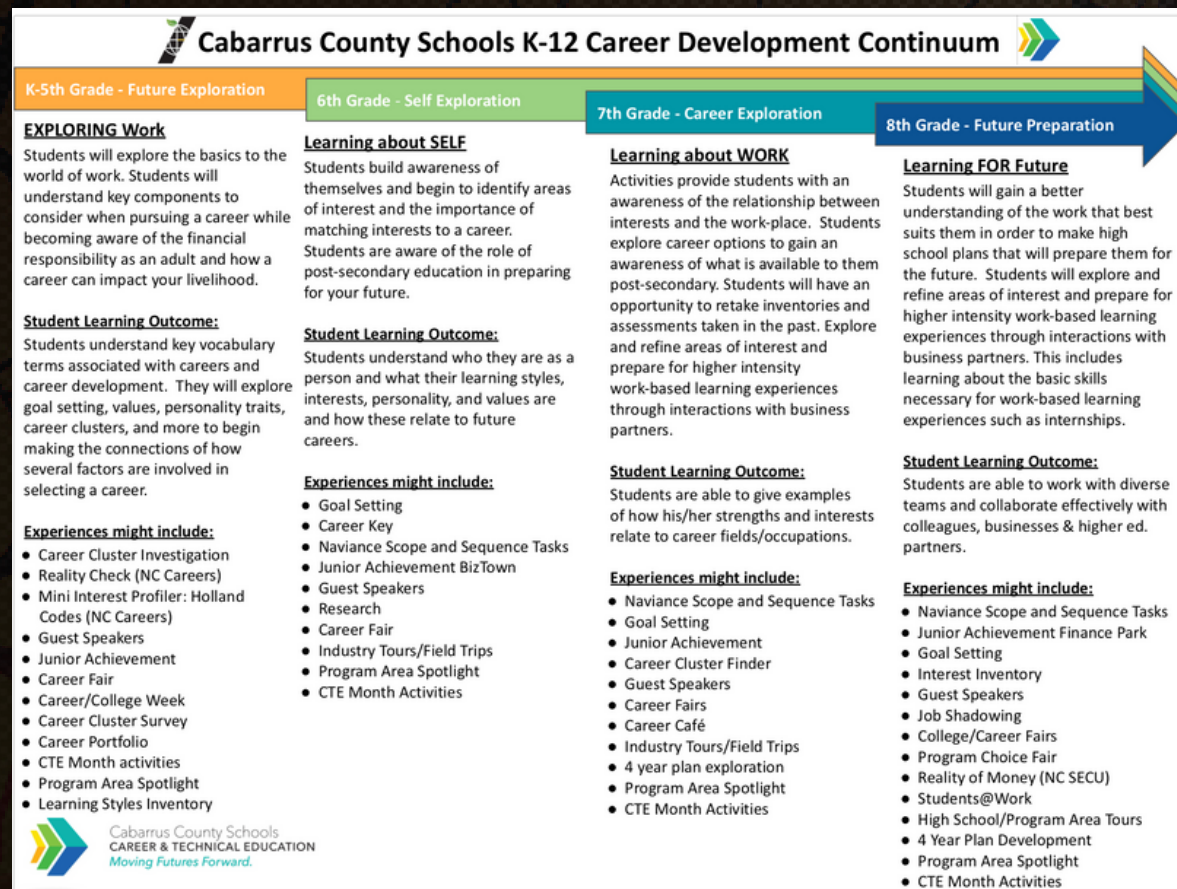 Cabarrus County Schools K-12 Career Development Continuum
K-5th Grade - Future Exploration
EXPLORING Work
Students will explore the basics to the
world of work. Students will
understand key components to
consider when pursuing a career while
becoming aware of the financial
responsibility as an adult and how a
career can impact your livelihood.
Student Learning Outcome:
Students understand key vocabulary
terms associated with careers and
career development. They will explore
goal setting, values, personality traits,
career clusters, and more to begin
making the connections of how
several factors are involved in
selecting a career.
Experiences might include:
● Career Cluster Investigation
● Reality Check (NC Careers)
● Mini Interest Profiler: Holland
Codes (NC Careers)
● Guest Speakers
● Junior Achievement
● Career Fair
● Career/College Week
● Career Cluster Survey
● Career Portfolio
● CTE Month activities
● Program Area Spotlight
● Learning Styles Inventory
6th Grade - Self Exploration
Learning about SELF
Students build awareness of
themselves and begin to identify areas
of interest and the importance of
matching interests to a career.
Students are aware of the role of
post-secondary education in preparing
for your future.
Student Learning Outcome:
Students understand who they are as a
person and what their learning styles,
interests, personality, and values are
and how these relate to future
careers.
Experiences might include:
● Goal Setting
● Career Key
● Naviance Scope and Sequence Tasks
● Junior Achievement BizTown
● Guest Speakers
● Research
● Career Fair
● Industry Tours/Field Trips
● Program Area Spotlight
● CTE Month Activities
7th Grade - Career Exploration
Learning about WORK
Activities provide students with an
awareness of the relationship between
interests and the work-place. Students
explore career options to gain an
awareness of what is available to them
post-secondary. Students will have an
opportunity to retake inventories and
assessments taken in the past. Explore
and refine areas of interest and
prepare for higher intensity
work-based learning experiences
through interactions with business
partners.
Student Learning Outcome:
Students are able to give examples
of how his/her strengths and interests
relate to career fields/occupations.
Experiences might include:
● Naviance Scope and Sequence Tasks
● Goal Setting
● Junior Achievement
● Career Cluster Finder
● Guest Speakers
● Career Fairs
● Career Café
● Industry Tours/Field Trips
● 4 year plan exploration
● Program Area Spotlight
● CTE Month Activities
8th Grade - Future Preparation
Learning FOR Future
Students will gain a better
understanding of the work that best
suits them in order to make high
school plans that will prepare them for
the future. Students will explore and
refine areas of interest and prepare for
higher intensity work-based learning
experiences through interactions with
business partners. This includes
learning about the basic skills
necessary for work-based learning
experiences such as internships.
Student Learning Outcome:
Students are able to work with diverse
teams and collaborate effectively with
colleagues, businesses & higher ed.
partners.
Experiences might include:
● Naviance Scope and Sequence Tasks
● Junior Achievement Finance Park
● Goal Setting
● Interest Inventory
● Guest Speakers
● Job Shadowing
● College/Career Fairs
● Program Choice Fair
● Reality of Money (NC SECU)
● Students@Work
● High School/Program Area Tours
● 4 Year Plan Development
● Program Area Spotlight
● CTE Month Activities
Cabarrus County Schools
CAREER & TECHNICAL EDUCATION
Moving Futures Forward.